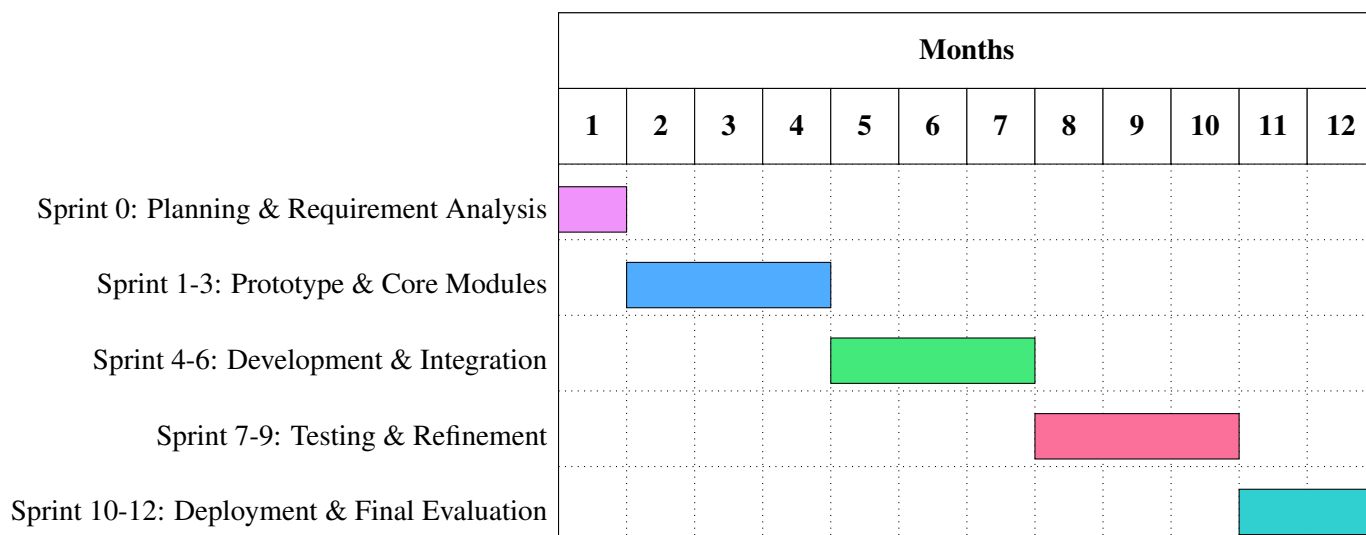 Months
1 2 3 4 5 6 7 8 9 10 11 12
Sprint 0: Planning & Requirement Analysis
Sprint 1-3: Prototype & Core Modules
Sprint 4-6: Development & Integration
Sprint 7-9: Testing & Refinement
Sprint 10-12: Deployment & Final Evaluation